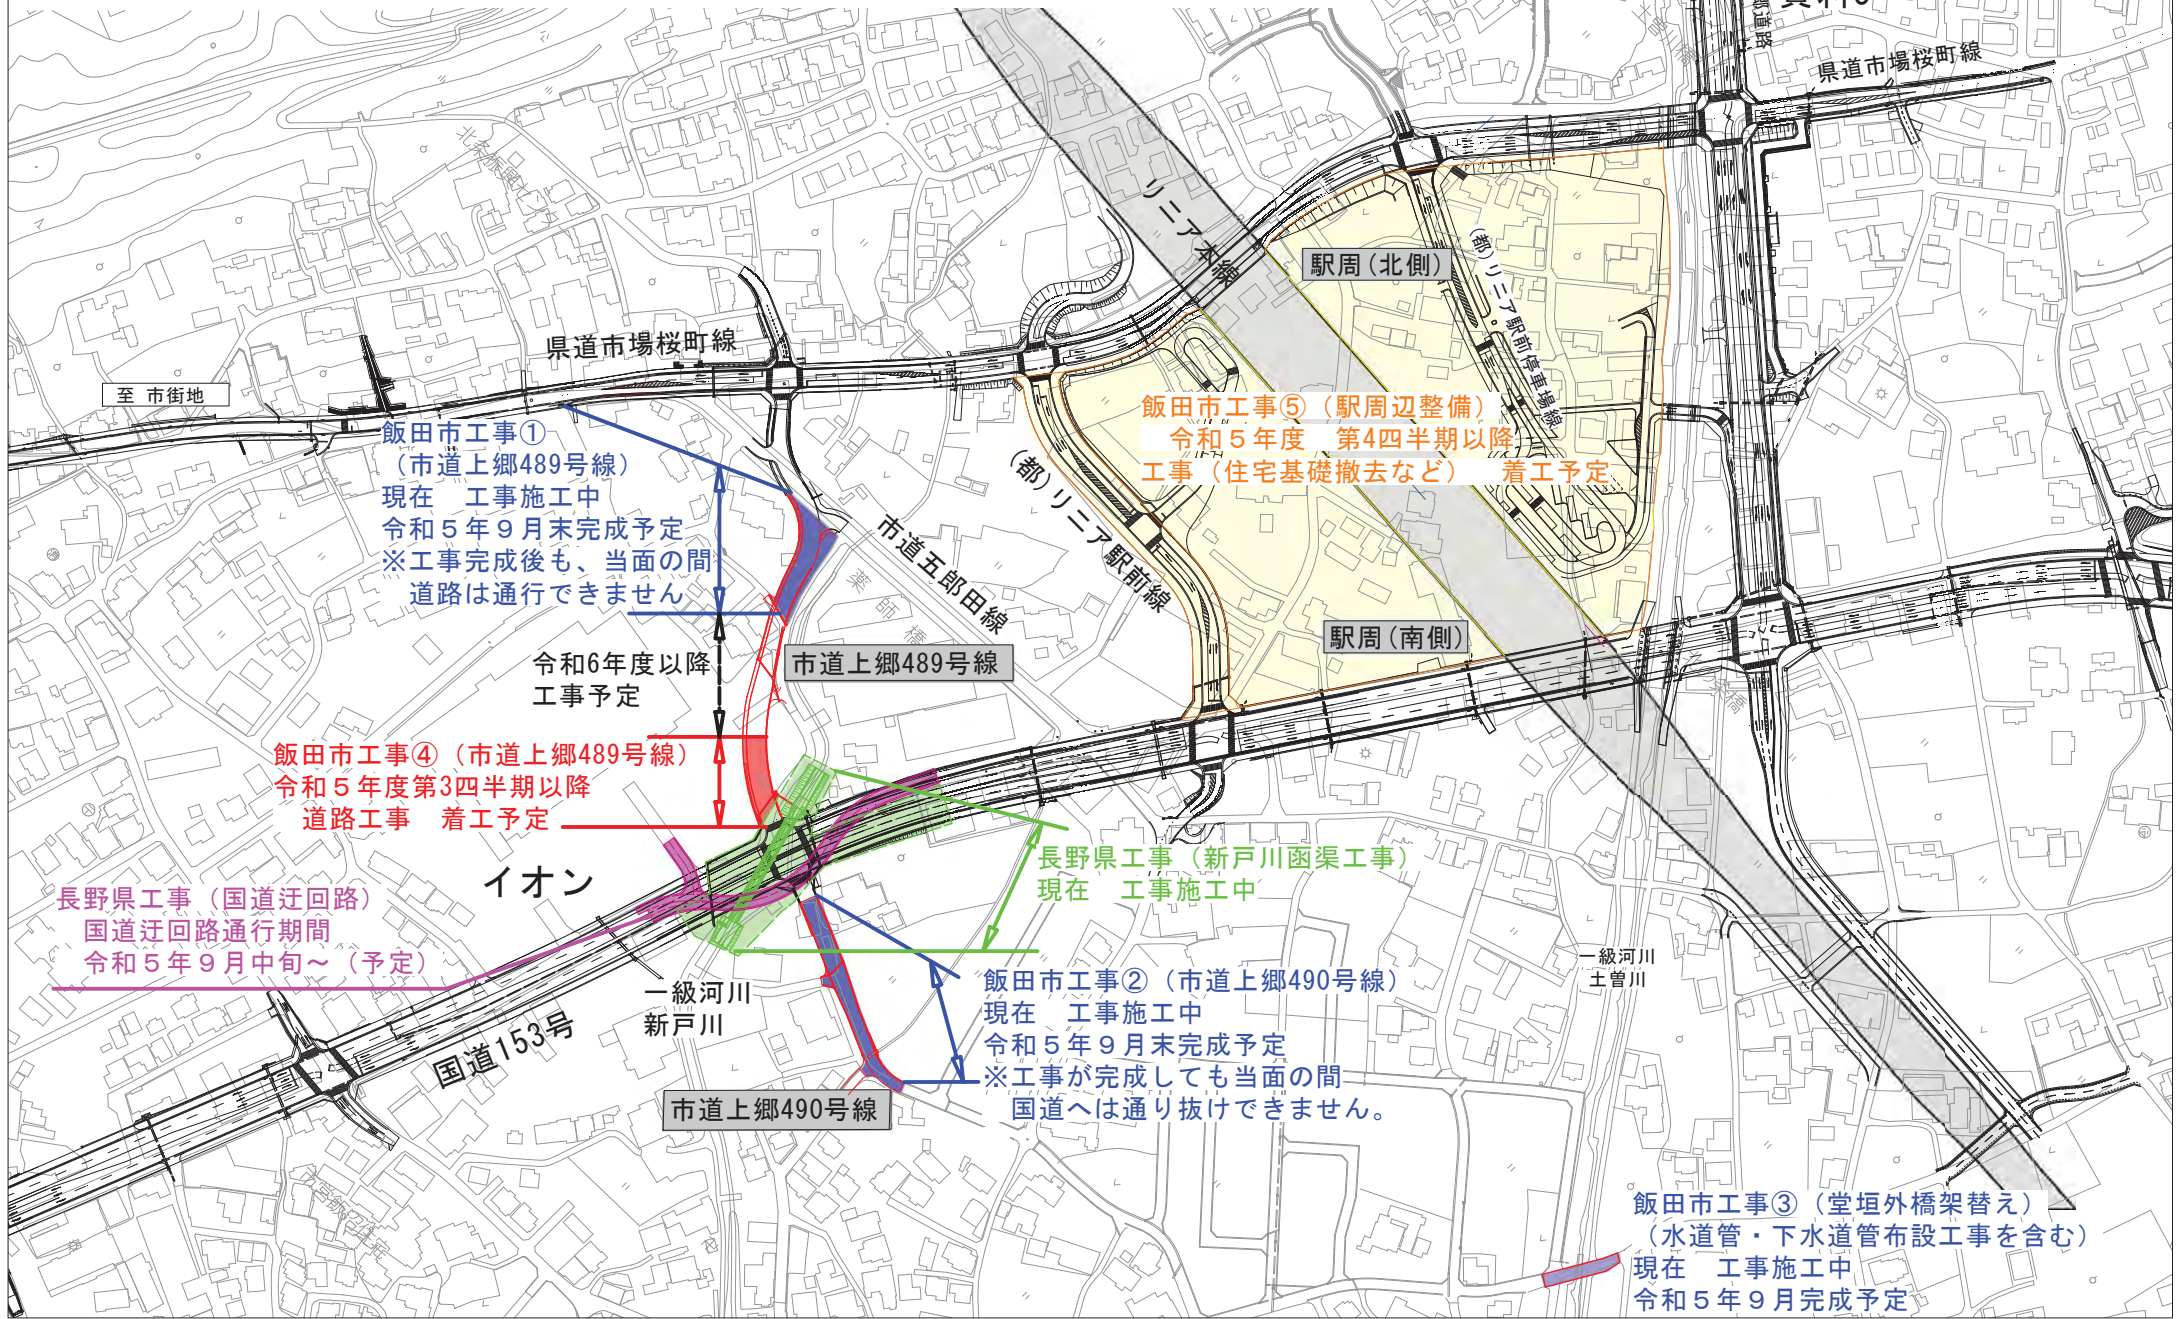 県道市場桜町線
リニア本線
駅周(北側)
(都)リニア駅前停車場線
県道市場桜町線
至 市街地
飯田市工事①
（市道上郷489号線）
現在　工事施工中
令和５年９月末完成予定
※工事完成後も、当面の間
道路は通行できません
飯田市工事⑤（駅周辺整備）
令和５年度　第4四半期以降
工事（住宅基礎撤去など）　着工予定
(都)リニア駅前線
市道五郎田線
薬師橋
駅周(南側)
市道上郷489号線
令和6年度以降
工事予定
飯田市工事④（市道上郷489号線）
令和５年度第3四半期以降
道路工事　着工予定
イオン
長野県工事（新戸川函渠工事）
現在　工事施工中
長野県工事（国道迂回路）
国道迂回路通行期間
令和５年９月中旬～（予定）
一級河川
土曽川
一級河川
新戸川
国道153号
飯田市工事②（市道上郷490号線）
現在　工事施工中
令和５年９月末完成予定
※工事が完成しても当面の間
国道へは通り抜けできません。
市道上郷490号線
飯田市工事③（堂垣外橋架替え）
（水道管・下水道管布設工事を含む）
現在　工事施工中
令和５年９月完成予定